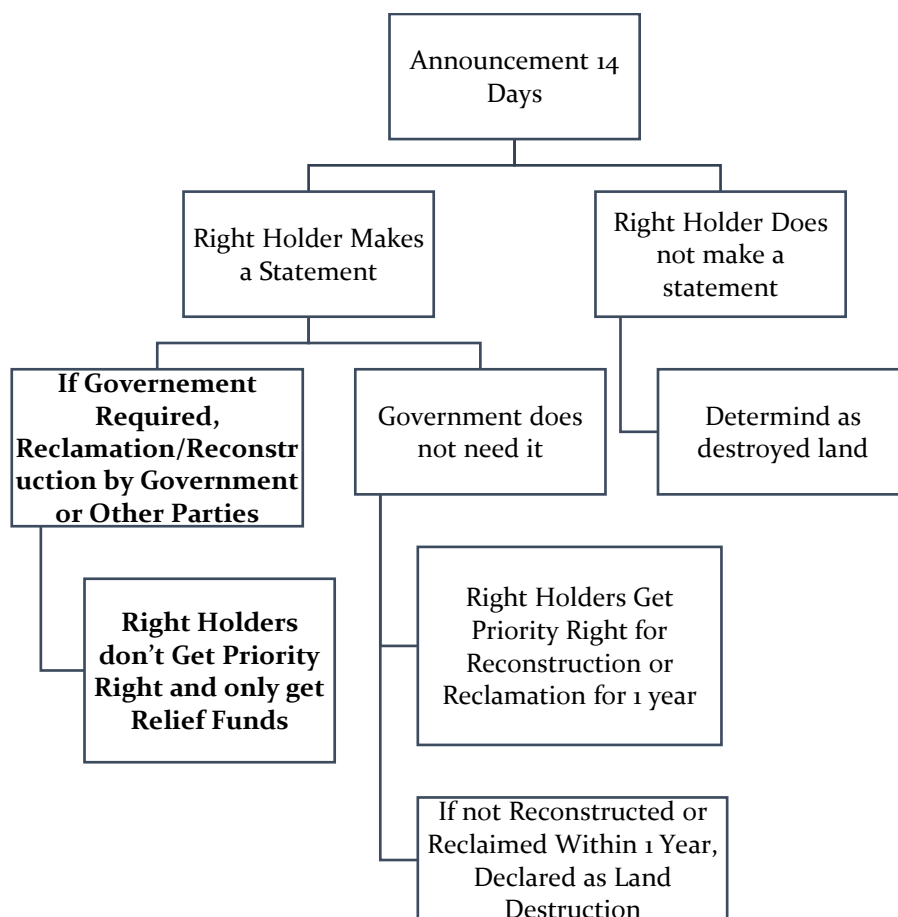 Announcement 14
Days
Right Holder Makes
a Statement
Right Holder Does
not make a
statement
If Governement
Required,
Reclamation/Reconstr
uction by Government
or Other Parties
Government does
not need it
Determind as
destroyed land
Right Holders
don’t Get Priority
Right and only get
Relief Funds
Right Holders Get
Priority Right for
Reconstruction or
Reclamation for 1 year
If not Reconstructed or
Reclaimed Within 1 Year,
Declared as Land
Destruction